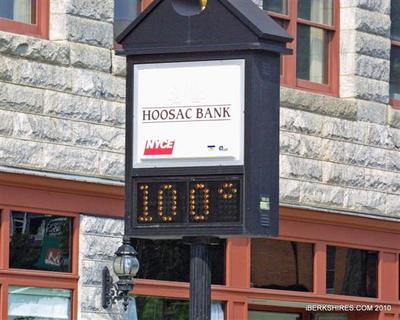 HOOSAC BANK
NYCE
100°
iBERKSHIRES.COM 2010